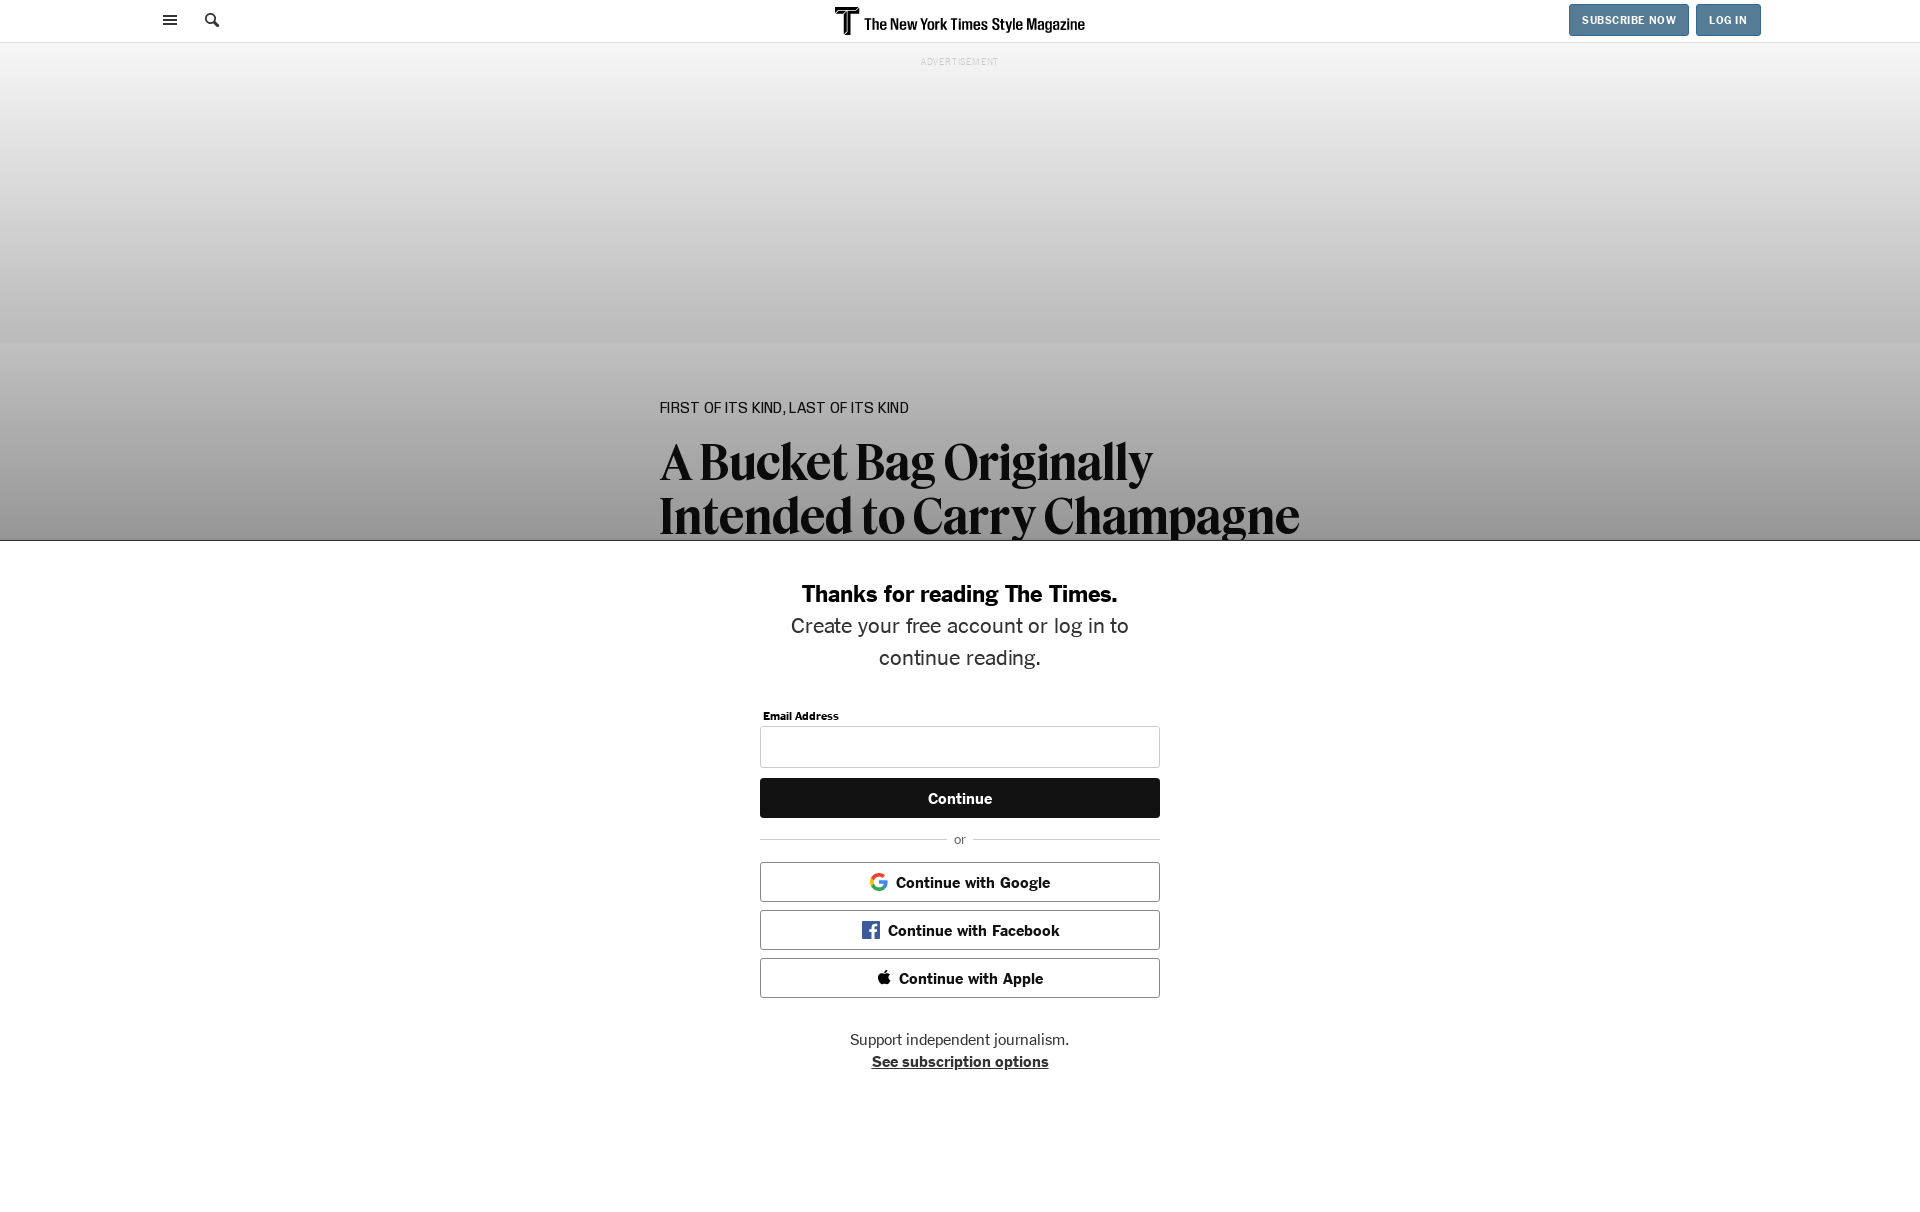 The New York Times Style Magazine
SUBSCRIBE NOW
LOG IN
ADVERTISEMENT
FIRST OF ITS KIND, LAST OF ITS KIND
A Bucket Bag Originally
Intended to Carry Champagne
Thanks for reading The Times.
Create your free account or log in to
continue reading.
Email Address
Continue
or
Continue with Google
Continue with Facebook
Continue with Apple
Support independent journalism.
See subscription options